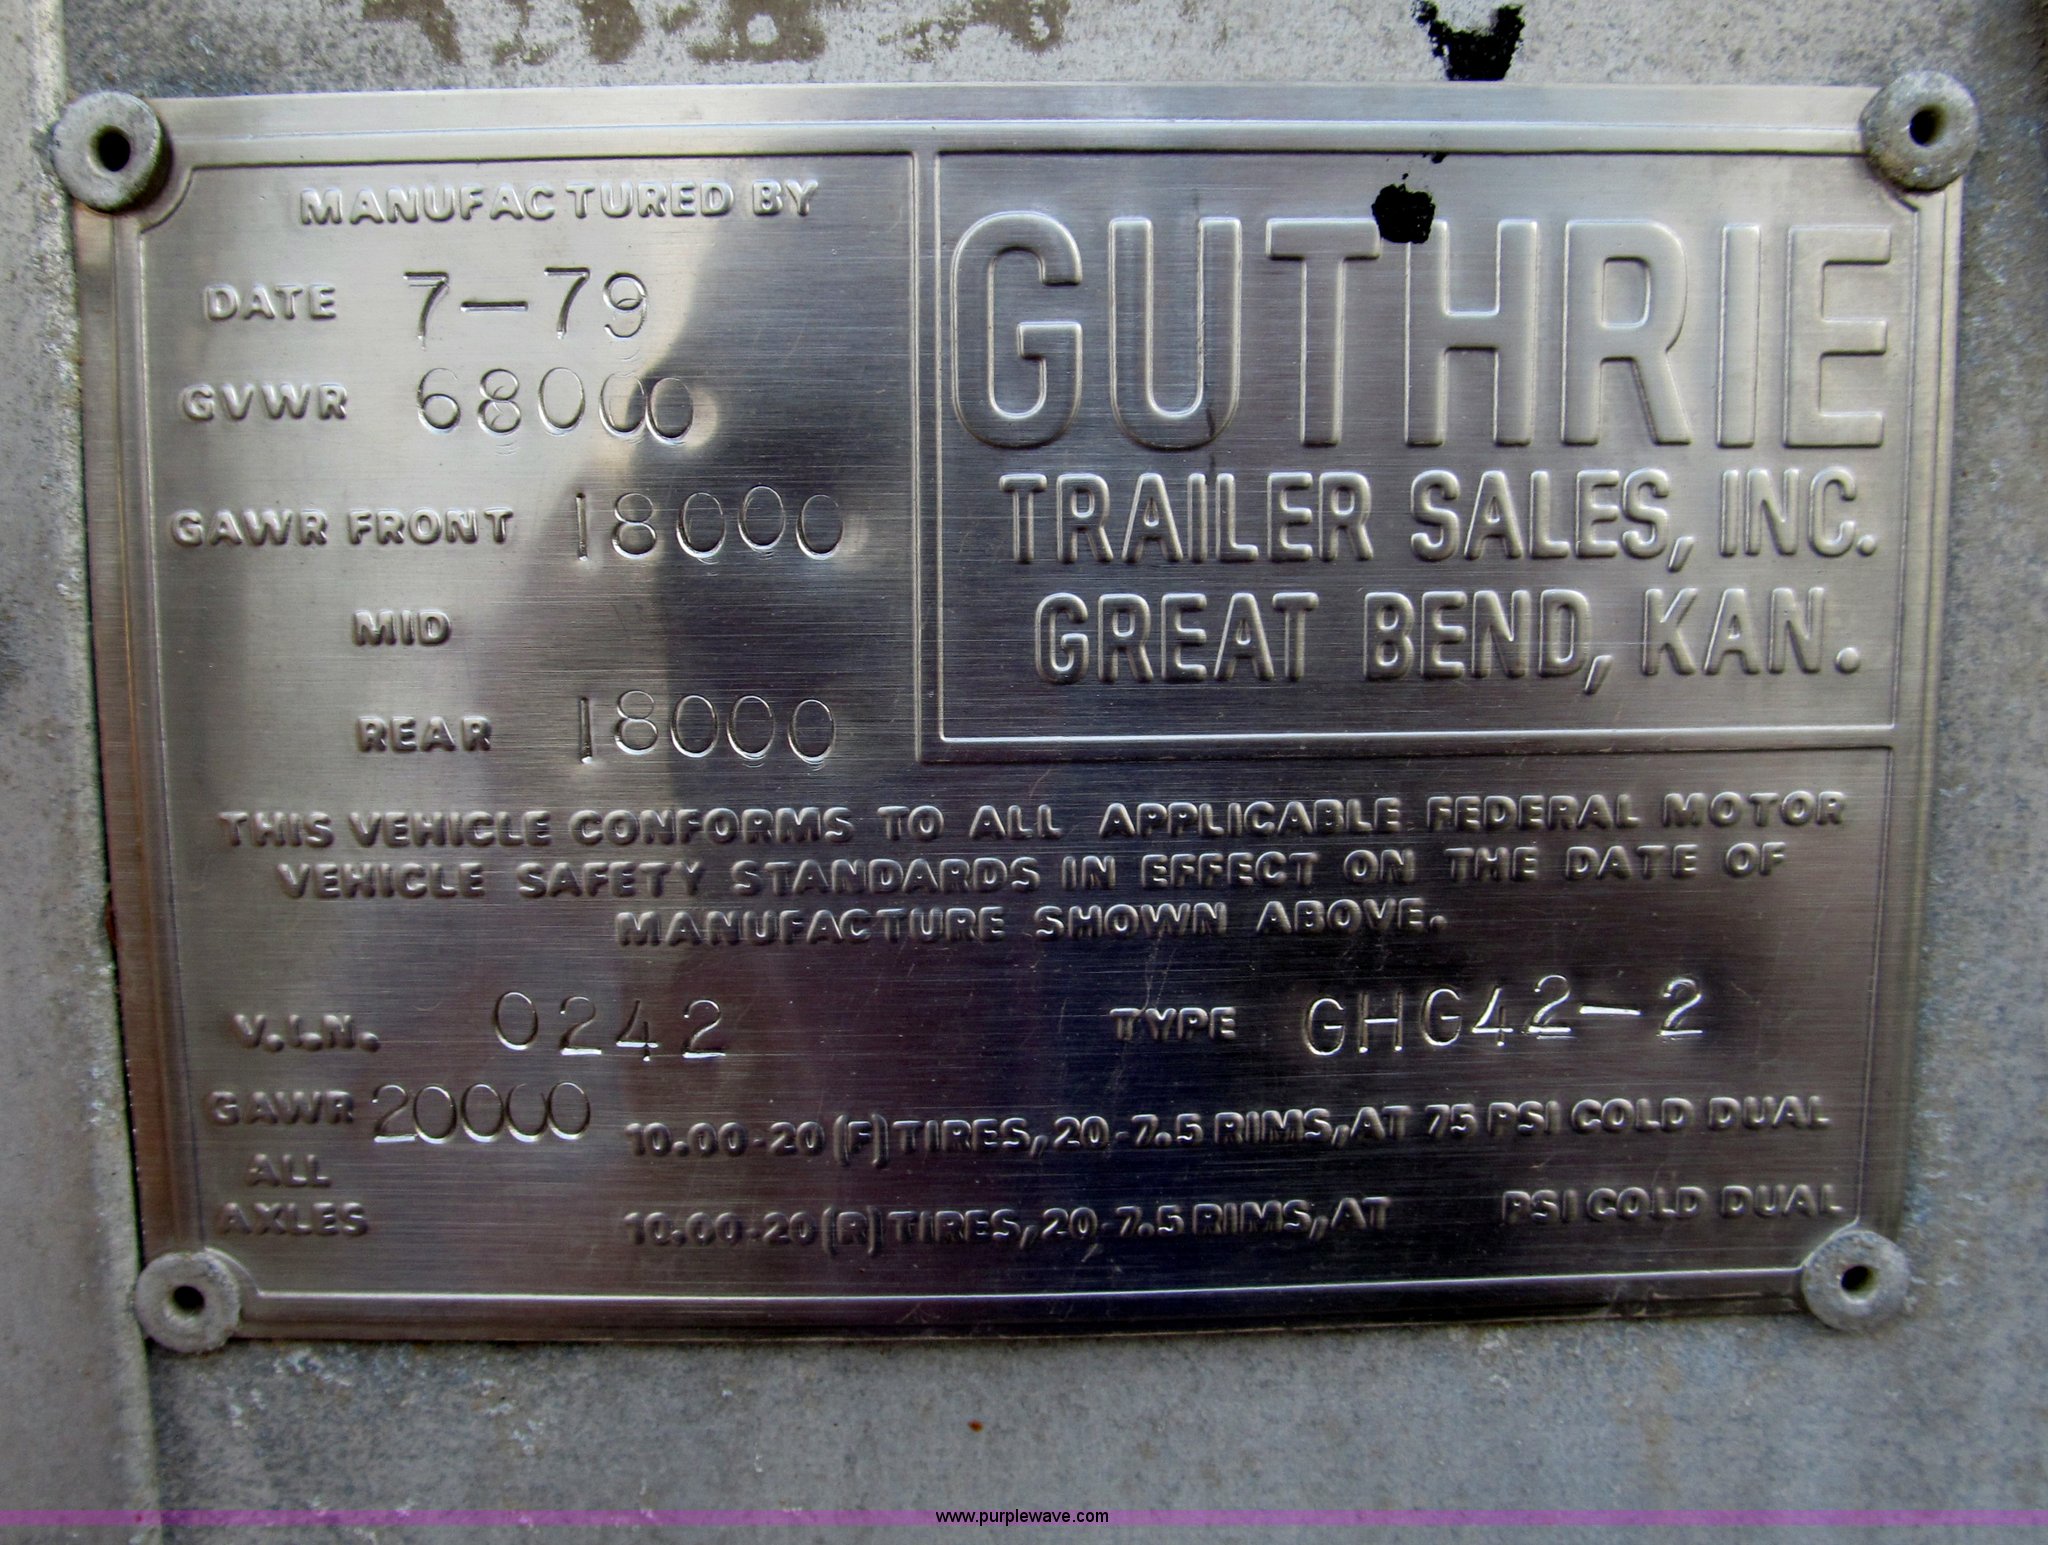 MANUFACTURED BY
DATE 7-79
GVWR 68000
GAWR FRONT 18000
MID
REAR 18000
GUTHRIE
TRAILER SALES, INC.
GREAT BEND, KAN.
THIS VEHICLE CONFORMS TO ALL APPLICABLE FEDERAL MOTOR
VEHICLE SAFETY STANDARDS IN EFFECT ON THE DATE OF
MANUFACTURE SHOWN ABOVE.
V.I.N. 0242 TYPE GHG42-2
GAWR 20000 10.00-20(F)TIRES, 20-7.5 RIMS, AT 75 PSI COLD DUAL
ALL
AXLES 10.00-20(R)TIRES, 20-7.5 RIMS, AT PSI COLD DUAL
www.purplewave.com